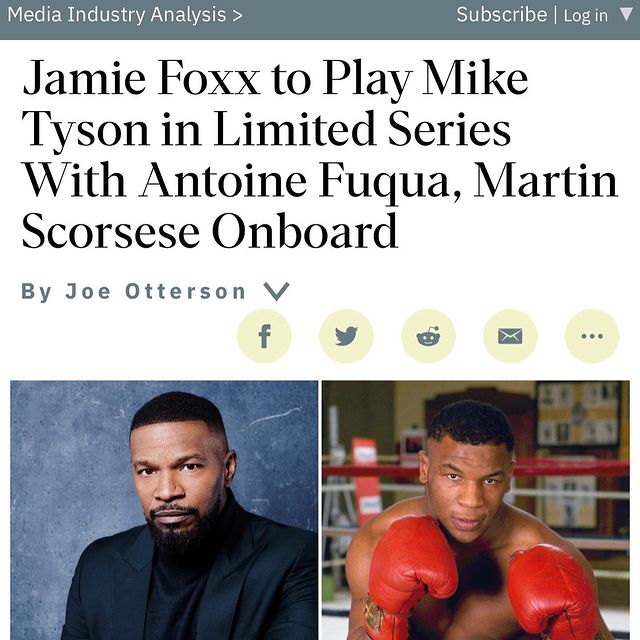 Media Industry Analysis >
Subscribe | Log in ▼
Jamie Foxx to Play Mike
Tyson in Limited Series
With Antoine Fuqua, Martin
Scorsese Onboard
By Joe Otterson